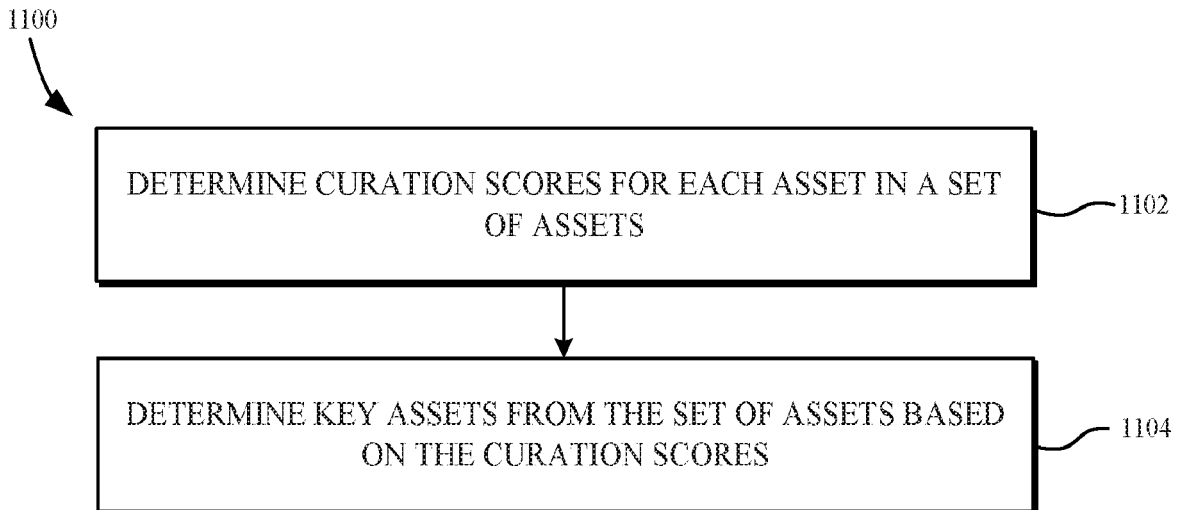 1100
DETERMINE CURATION SCORES FOR EACH ASSET IN A SET
OF ASSETS
1102
DETERMINE KEY ASSETS FROM THE SET OF ASSETS BASED
ON THE CURATION SCORES
1104